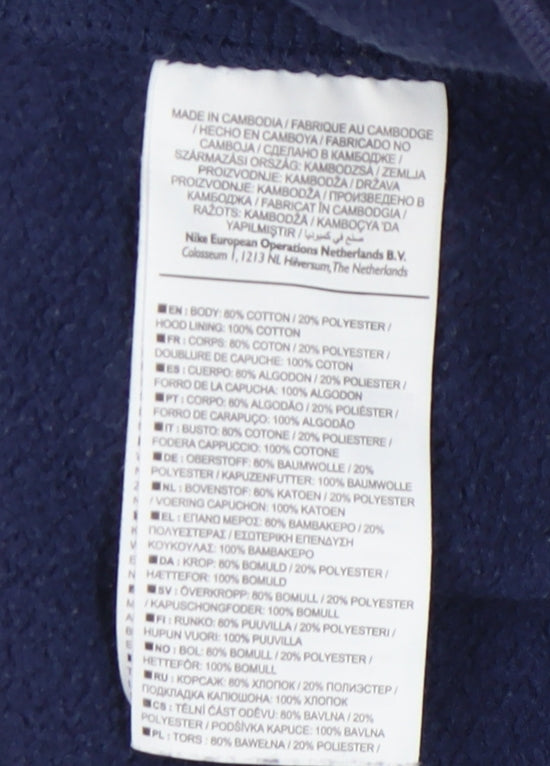 MADE IN CAMBODIA / FABRIQUE AU CAMBODGE
/ HECHO EN CAMBOYA / FABRICADO NO
CAMBOJA / СДЕЛАНО В КАМБОДЖЕ /
SZÁRMAZÁSI ORSZÁG: KAMBODZSA / ZEMLJA
PROIZVODNJE: KAMBODŽA / DRŽAVA
PROIZVODNJE: KAMBODŽA / ПРОИЗВЕДЕНО В
КАМБОДЖА / FABRICAT ÎN CAMBODGIA /
RAŽOTS: KAMBODŽA / KAMBOÇYA 'DA
YAPILMIŞTIR / صنع في كمبوديا
Nike European Operations Netherlands B.V.
Colosseum 1, 1213 NL Hilversum, The Netherlands
EN : BODY: 80% COTTON / 20% POLYESTER /
HOOD LINING: 100% COTTON
FR : CORPS: 80% COTON / 20% POLYESTER /
DOUBLURE DE CAPUCHE: 100% COTON
ES : CUERPO: 80% ALGODON / 20% POLIESTER /
FORRO DE LA CAPUCHA: 100% ALGODON
PT : CORPO: 80% ALGODÃO / 20% POLIÉSTER /
FORRO DE CARAPUÇO: 100% ALGODÃO
IT : BUSTO: 80% COTONE / 20% POLIESTERE /
FODERA CAPPUCCIO: 100% COTONE
DE : OBERSTOFF: 80% BAUMWOLLE / 20%
POLYESTER / KAPUZENFUTTER: 100% BAUMWOLLE
NL : BOVENSTOF: 80% KATOEN / 20% POLYESTER
/ VOERING CAPUCHON: 100% KATOEN
EL : ΕΠΑΝΩ ΜΕΡΟΣ: 80% ΒΑΜΒΑΚΕΡΟ / 20%
ΠΟΛΥΕΣΤΕΡΑΣ / ΕΣΩΤΕΡΙΚΗ ΕΠΕΝΔΥΣΗ
ΚΟΥΚΟΥΛΑΣ: 100% ΒΑΜΒΑΚΕΡΟ
DA : KROP: 80% BOMULD / 20% POLYESTER /
HÆTTEFOR: 100% BOMULD
SV : ÖVERKROPP: 80% BOMULL / 20% POLYESTER
/ KAPUSCHONGFODER: 100% BOMULL
FI : RUNKO: 80% PUUVILLA / 20% POLYESTERI /
HUPUN VUORI: 100% PUUVILLA
NO : BOL: 80% BOMULL / 20% POLYESTER /
HETTEFÔR: 100% BOMULL
RU : КОРСАЖ: 80% ХЛОПОК / 20% ПОЛИЭСТЕР /
ПОДКЛАДКА КАПЮШОНА: 100% ХЛОПОК
CS : TĚLNÍ ČÁST ODĚVU: 80% BAVLNA / 20%
POLYESTER / PODŠÍVKA KAPUCE: 100% BAVLNA
PL : TORS : 80% BAWEŁNA / 20% POLIESTER /